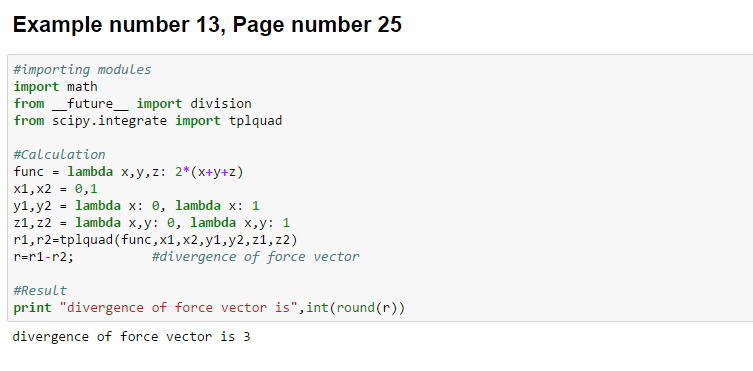 Example number 13, Page number 25
#importing modules
import math
from __future__ import division
from scipy.integrate import tplquad
#Calculation
func = lambda x,y,z: 2*(x+y+z)
x1,x2 = 0,1
y1,y2 = lambda x: 0, lambda x: 1
z1,z2 = lambda x,y: 0, lambda x,y: 1
r1,r2=tplquad(func,x1,x2,y1,y2,z1,z2)
r=r1-r2;          #divergence of force vector
#Result
print "divergence of force vector is",int(round(r))
divergence of force vector is 3